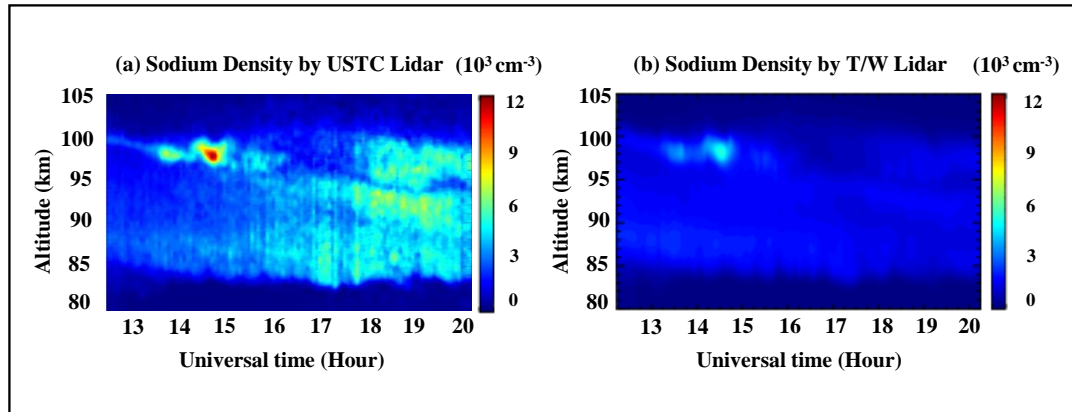 (a) Sodium Density by USTC Lidar (10³ cm⁻³)
105
100
95
90
85
80
Altitude (km)
12
9
6
3
0
13 14 15 16 17 18 19 20
Universal time (Hour)
(b) Sodium Density by T/W Lidar (10³ cm⁻³)
105
100
95
90
85
80
Altitude (km)
12
9
6
3
0
13 14 15 16 17 18 19 20
Universal time (Hour)